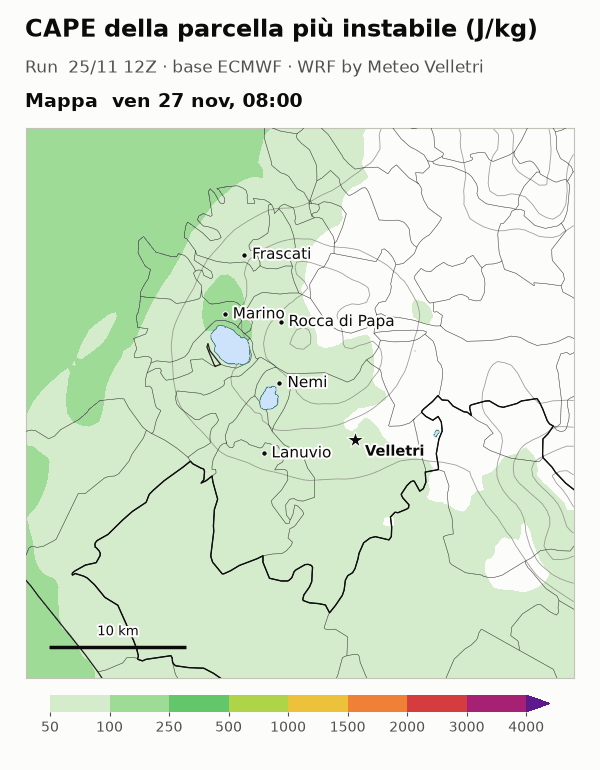 CAPE della parcella più instabile (J/kg)
Run  25/11 12Z · base ECMWF · WRF by Meteo Velletri
Mappa  ven 27 nov, 08:00
Frascati
Marino
Rocca di Papa
Nemi
Velletri
Lanuvio
10 km
50 100 250 500 1000 1500 2000 3000 4000